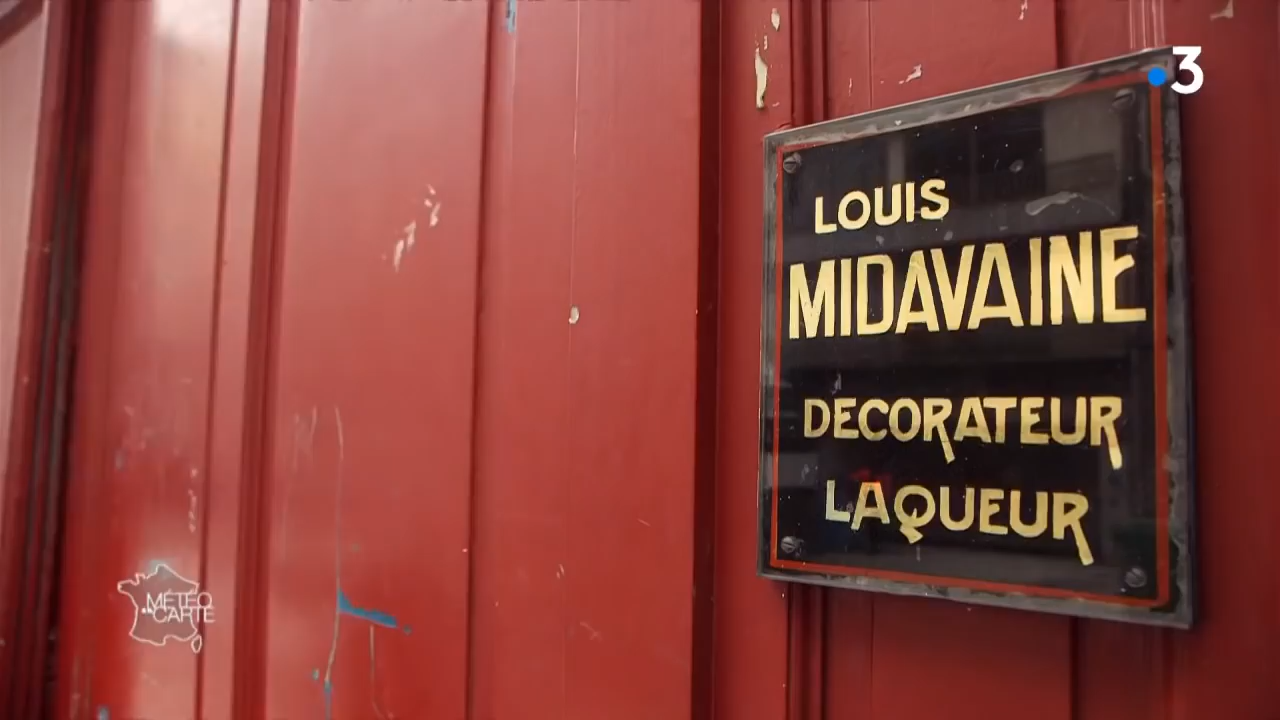 3
LOUIS
MIDAVAINE
DECORATEUR
LAQUEUR
MÉTÉO
À LA CARTE